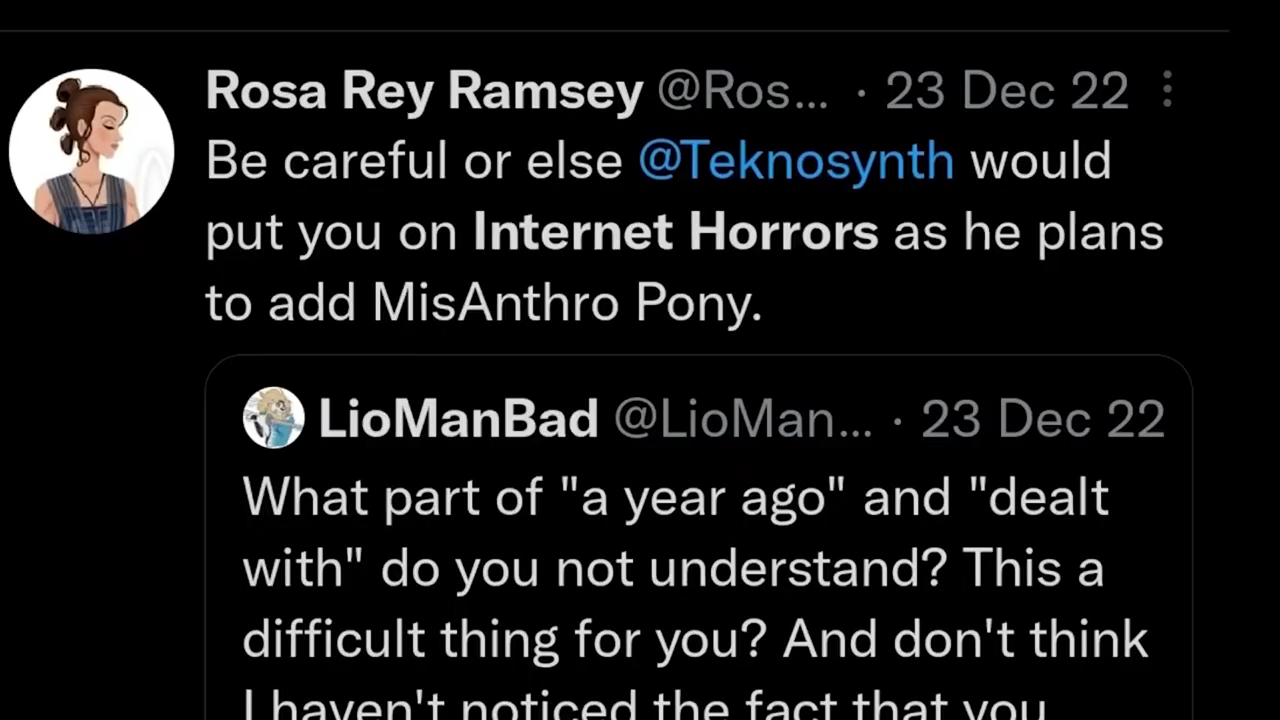 Rosa Rey Ramsey @Ros... · 23 Dec 22
Be careful or else @Teknosynth would
put you on Internet Horrors as he plans
to add MisAnthro Pony.
LioManBad @LioMan... · 23 Dec 22
What part of "a year ago" and "dealt
with" do you not understand? This a
difficult thing for you? And don't think
I haven't noticed the fact that you